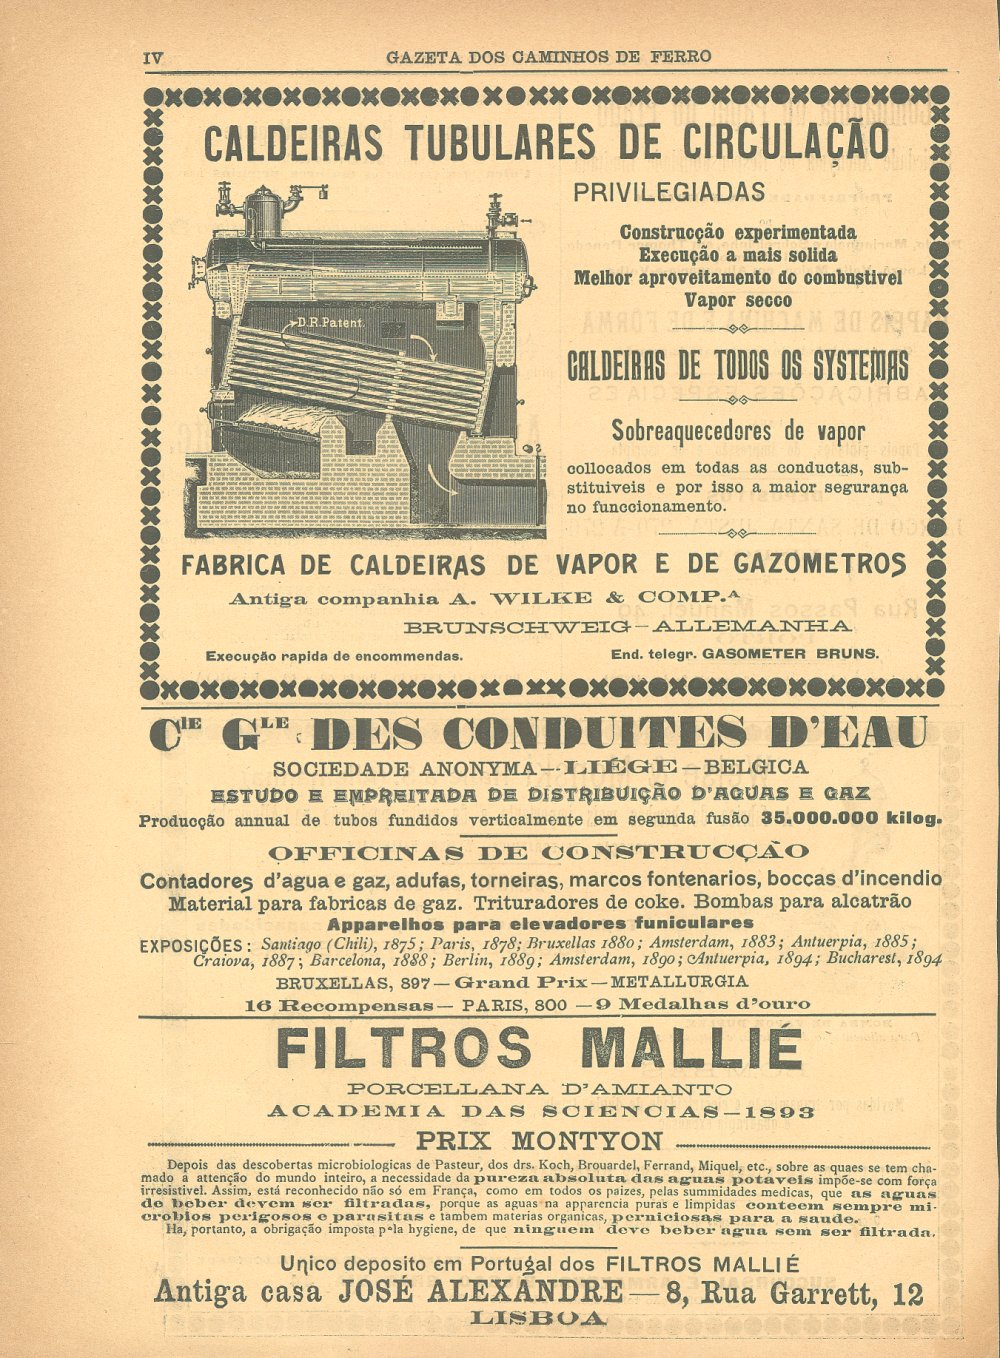 IV
GAZETA DOS CAMINHOS DE FERRO
CALDEIRAS TUBULARES DE CIRCULAÇÃO
PRIVILEGIADAS
Construcção experimentada
Execução a mais solida
Melhor aproveitamento do combustivel
Vapor secco
D.R.Patent.
CALDEIRAS DE TODOS OS SYSTEMAS
Sobreaquecedores de vapor
collocados em todas as conductas, sub-
stituiveis e por isso a maior segurança
no funccionamento.
FABRICA DE CALDEIRAS DE VAPOR E DE GAZOMETROS
Antiga companhia A. WILKE & COMP.A
BRUNSCHWEIG—ALLEMANHA
Execução rapida de encommendas.
End. telegr. GASOMETER BRUNS.
CIE GLE DES CONDUITES D'EAU
SOCIEDADE ANONYMA—LIÉGE—BELGICA
ESTUDO E EMPREITADA DE DISTRIBUIÇÃO D'AGUAS E GAZ
Producção annual de tubos fundidos verticalmente em segunda fusão 35.000.000 kilog.
OFFICINAS DE CONSTRUCÇÃO
Contadores d'agua e gaz, adufas, torneiras, marcos fontenarios, boccas d'incendio
Material para fabricas de gaz. Trituradores de coke. Bombas para alcatrão
Apparelhos para elevadores funiculares
EXPOSIÇÕES: Santiago (Chili), 1875; Paris, 1878; Bruxellas 1880; Amsterdam, 1883; Antuerpia, 1885;
Craiova, 1887; Barcelona, 1888; Berlin, 1889; Amsterdam, 1890; Antuerpia, 1894; Bucharest, 1894
BRUXELLAS, 897—Grand Prix—METALLURGIA
16 Recompensas—PARIS, 800—9 Medalhas d'ouro
FILTROS MALLIÉ
PORCELLANA D'AMIANTO
ACADEMIA DAS SCIENCIAS—1893
PRIX MONTYON
Depois das descobertas microbiologicas de Pasteur, dos drs. Koch, Brouardel, Ferrand, Miquel, etc., sobre as quaes se tem cha-
mado a attenção do mundo inteiro, a necessidade da pureza absoluta das aguas potaveis impõe-se com força
irresistivel. Assim, está reconhecido não só em França, como em todos os paizes, pelas summidades medicas, que as aguas
de beber devem ser filtradas, porque as aguas na apparencia puras e limpidas conteem sempre mi-
crobios perigosos e parasitas e tambem materias organicas, perniciosas para a saude.
Ha, portanto, a obrigação imposta pela hygiene, de que ninguem deve beber agua sem ser filtrada.
Unico deposito em Portugal dos FILTROS MALLIÉ
Antiga casa JOSÉ ALEXANDRE—8, Rua Garrett, 12
LISBOA